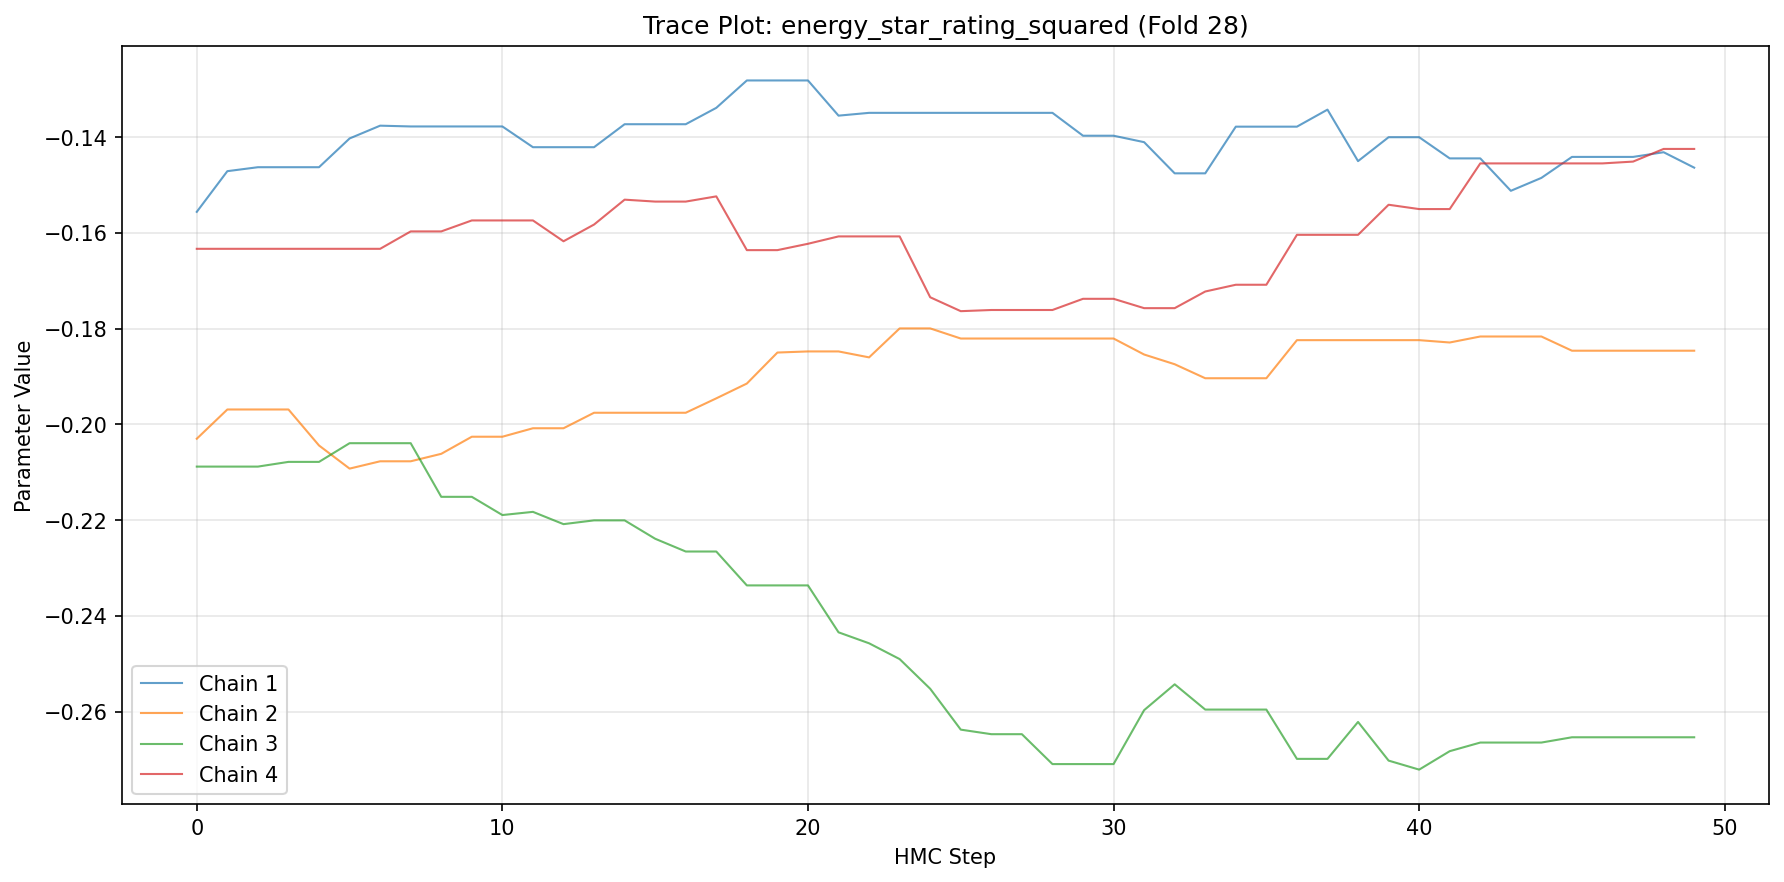 Trace Plot: energy_star_rating_squared (Fold 28)
Parameter Value
−0.14
−0.16
−0.18
−0.20
−0.22
−0.24
−0.26
Chain 1
Chain 2
Chain 3
Chain 4
0 10 20 30 40 50
HMC Step